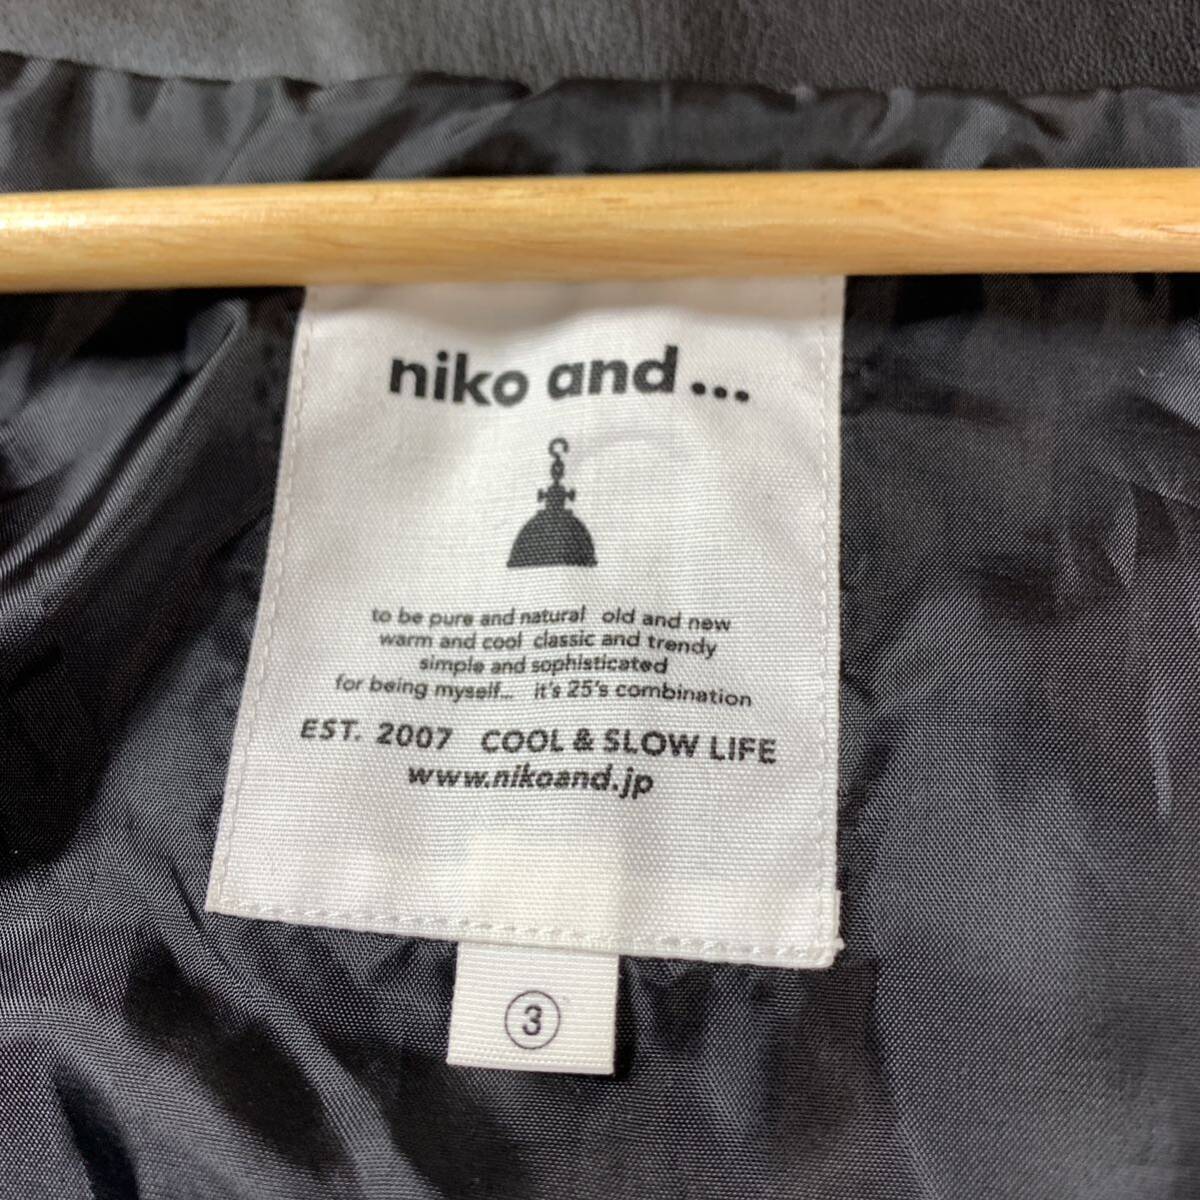 niko and...
to be pure and natural old and new
warm and cool classic and trendy
simple and sophisticated
for being myself... it's 25's combination
EST. 2007 COOL & SLOW LIFE
www.nikoand.jp
③